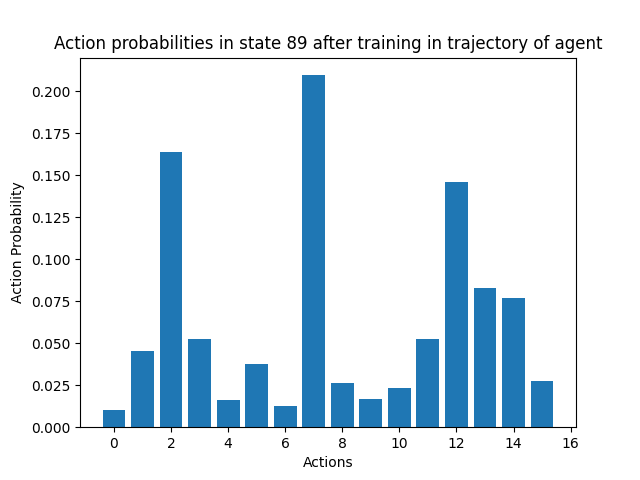 Action probabilities in state 89 after training in trajectory of agent
0.200
0.175
0.150
0.125
0.100
0.075
0.050
0.025
0.000
Action Probability
0 2 4 6 8 10 12 14 16
Actions